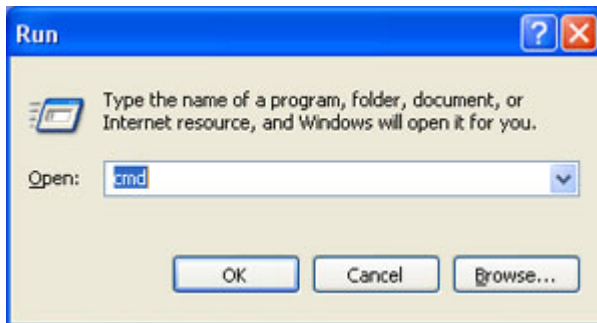 Run
Type the name of a program, folder, document, or
Internet resource, and Windows will open it for you.
Open: cmd
OK Cancel Browse...